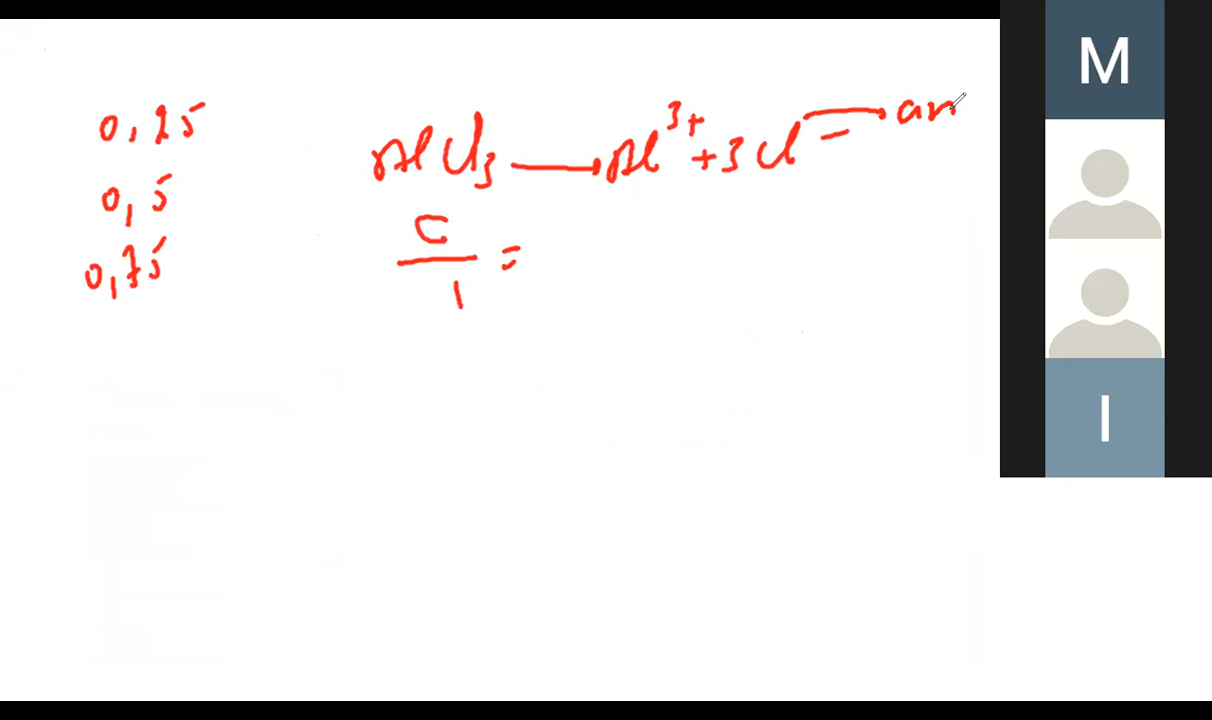 0,25
0,5
0,75
AlCl₃ → Al³⁺ + 3Cl⁻ → an
C
1 =
M
I